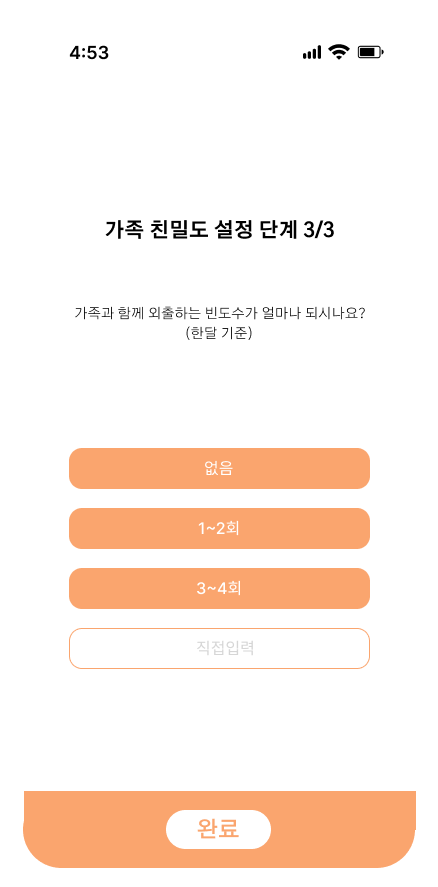 4:53
가족 친밀도 설정 단계 3/3
가족과 함께 외출하는 빈도수가 얼마나 되시나요?
(한달 기준)
없음
1~2회
3~4회
직접입력
완료